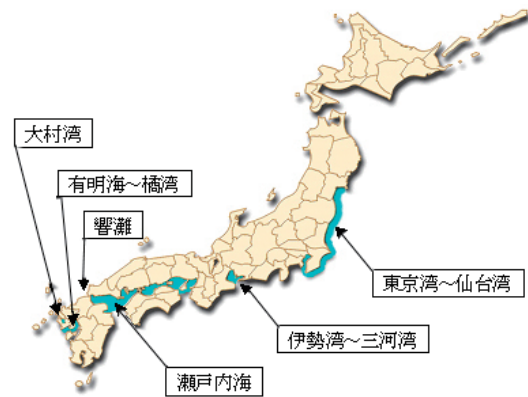 大村湾
有明海～橘湾
響灘
東京湾～仙台湾
伊勢湾～三河湾
瀬戸内海